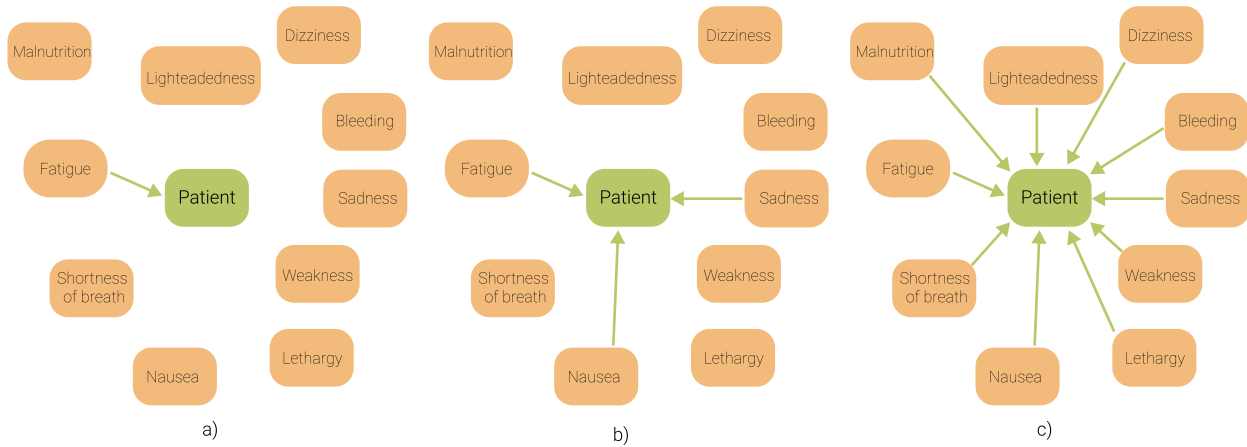 Malnutrition
Lighteadedness
Dizziness
Bleeding
Fatigue
Patient
Sadness
Shortness
of breath
Weakness
Nausea
Lethargy
a)
Malnutrition
Lighteadedness
Dizziness
Bleeding
Fatigue
Patient
Sadness
Shortness
of breath
Weakness
Nausea
Lethargy
b)
Malnutrition
Lighteadedness
Dizziness
Bleeding
Fatigue
Patient
Sadness
Shortness
of breath
Weakness
Nausea
Lethargy
c)